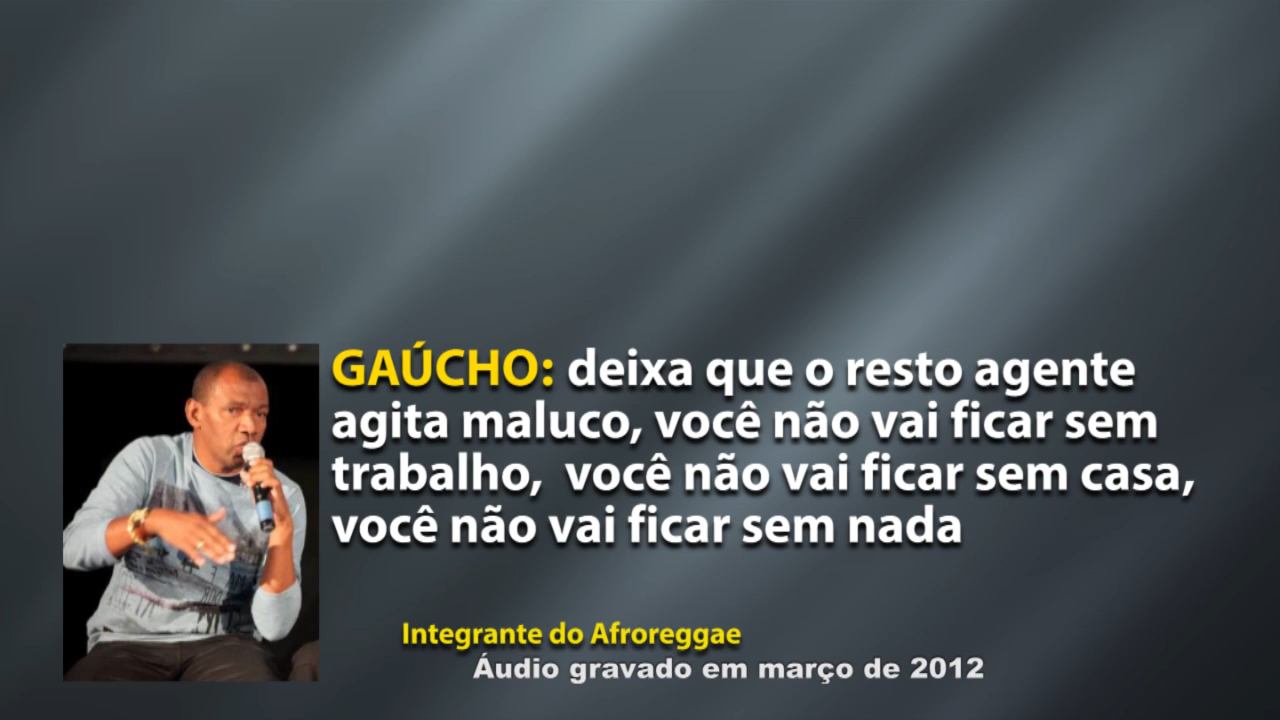 GAÚCHO: deixa que o resto agente
agita maluco, você não vai ficar sem
trabalho,  você não vai ficar sem casa,
você não vai ficar sem nada
Integrante do Afroreggae
Áudio gravado em março de 2012